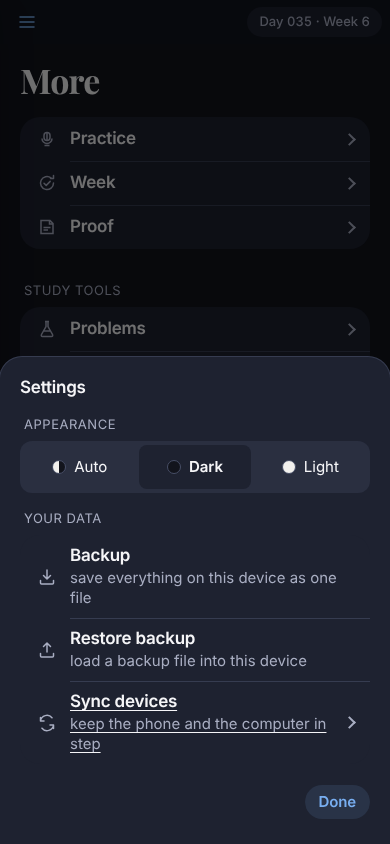 Day 035 · Week 6
More
Practice
Week
Proof
STUDY TOOLS
Problems
Settings
APPEARANCE
Auto
Dark
Light
YOUR DATA
Backup
save everything on this device as one
file
Restore backup
load a backup file into this device
Sync devices
keep the phone and the computer in
step
Done